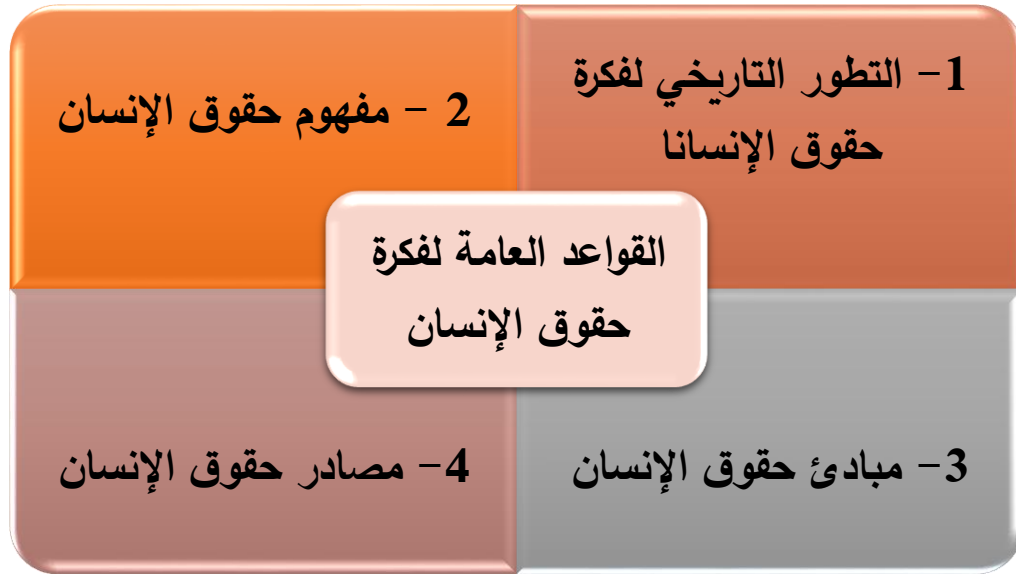 1- التطور التاريخي لفكرة
حقوق الإنسانا
2 - مفهوم حقوق الإنسان
القواعد العامة لفكرة
حقوق الإنسان
3- مبادئ حقوق الإنسان
4- مصادر حقوق الإنسان